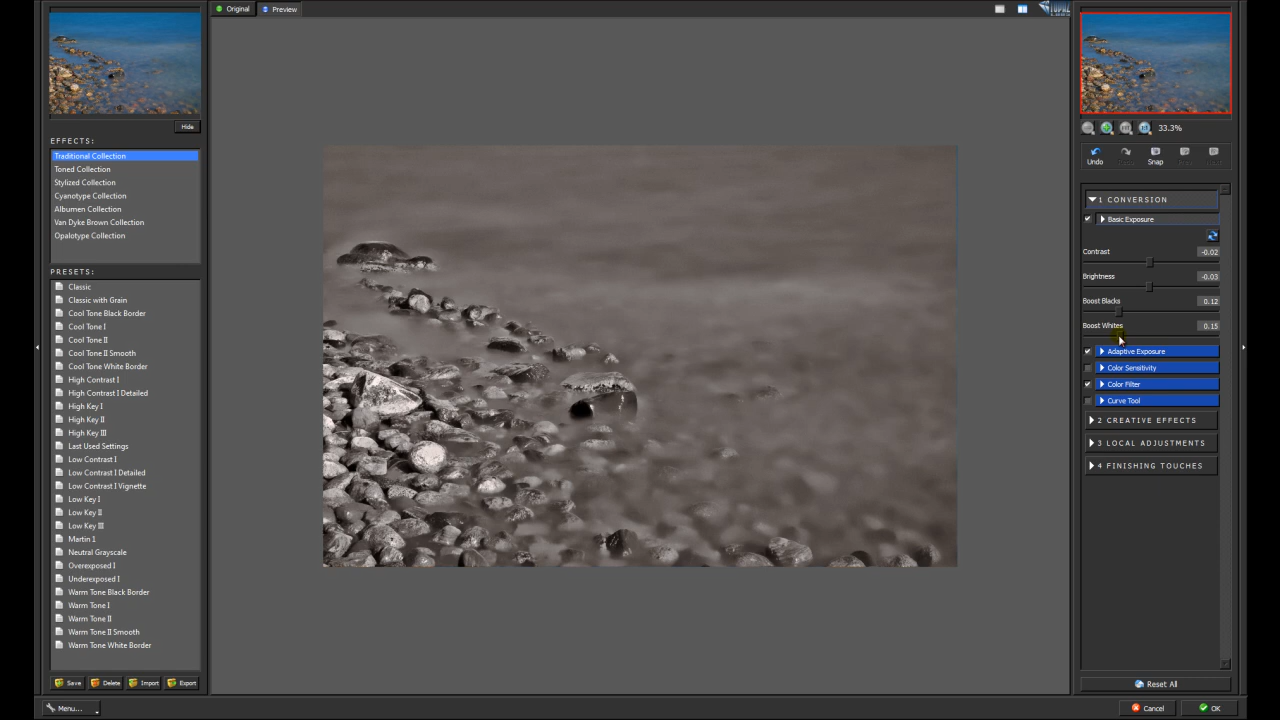 Original
Preview
TOPAZ
Hide
EFFECTS:
Traditional Collection
Toned Collection
Stylized Collection
Cyanotype Collection
Albumen Collection
Van Dyke Brown Collection
Opalotype Collection
PRESETS:
Classic
Classic with Grain
Cool Tone Black Border
Cool Tone I
Cool Tone II
Cool Tone II Smooth
Cool Tone White Border
High Contrast I
High Contrast I Detailed
High Key I
High Key II
High Key III
Last Used Settings
Low Contrast I
Low Contrast I Detailed
Low Contrast I Vignette
Low Key I
Low Key II
Low Key III
Martin 1
Neutral Grayscale
Overexposed I
Underexposed I
Warm Tone Black Border
Warm Tone I
Warm Tone II
Warm Tone II Smooth
Warm Tone White Border
Save Delete Import Export
Menu...
33.3%
Undo Snap
1 CONVERSION
Basic Exposure
Contrast -0.02
Brightness -0.03
Boost Blacks 0.12
Boost Whites 0.15
Adaptive Exposure
Color Sensitivity
Color Filter
Curve Tool
2 CREATIVE EFFECTS
3 LOCAL ADJUSTMENTS
4 FINISHING TOUCHES
Reset All
Cancel OK